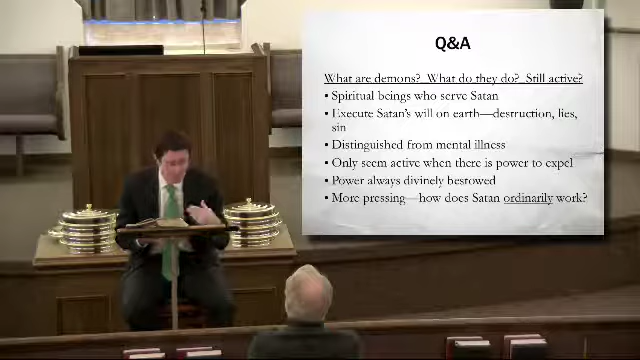 Q&A
What are demons?  What do they do?  Still active?
• Spiritual beings who serve Satan
• Execute Satan's will on earth—destruction, lies,
sin
• Distinguished from mental illness
• Only seem active when there is power to expel
• Power always divinely bestowed
• More pressing—how does Satan ordinarily work?